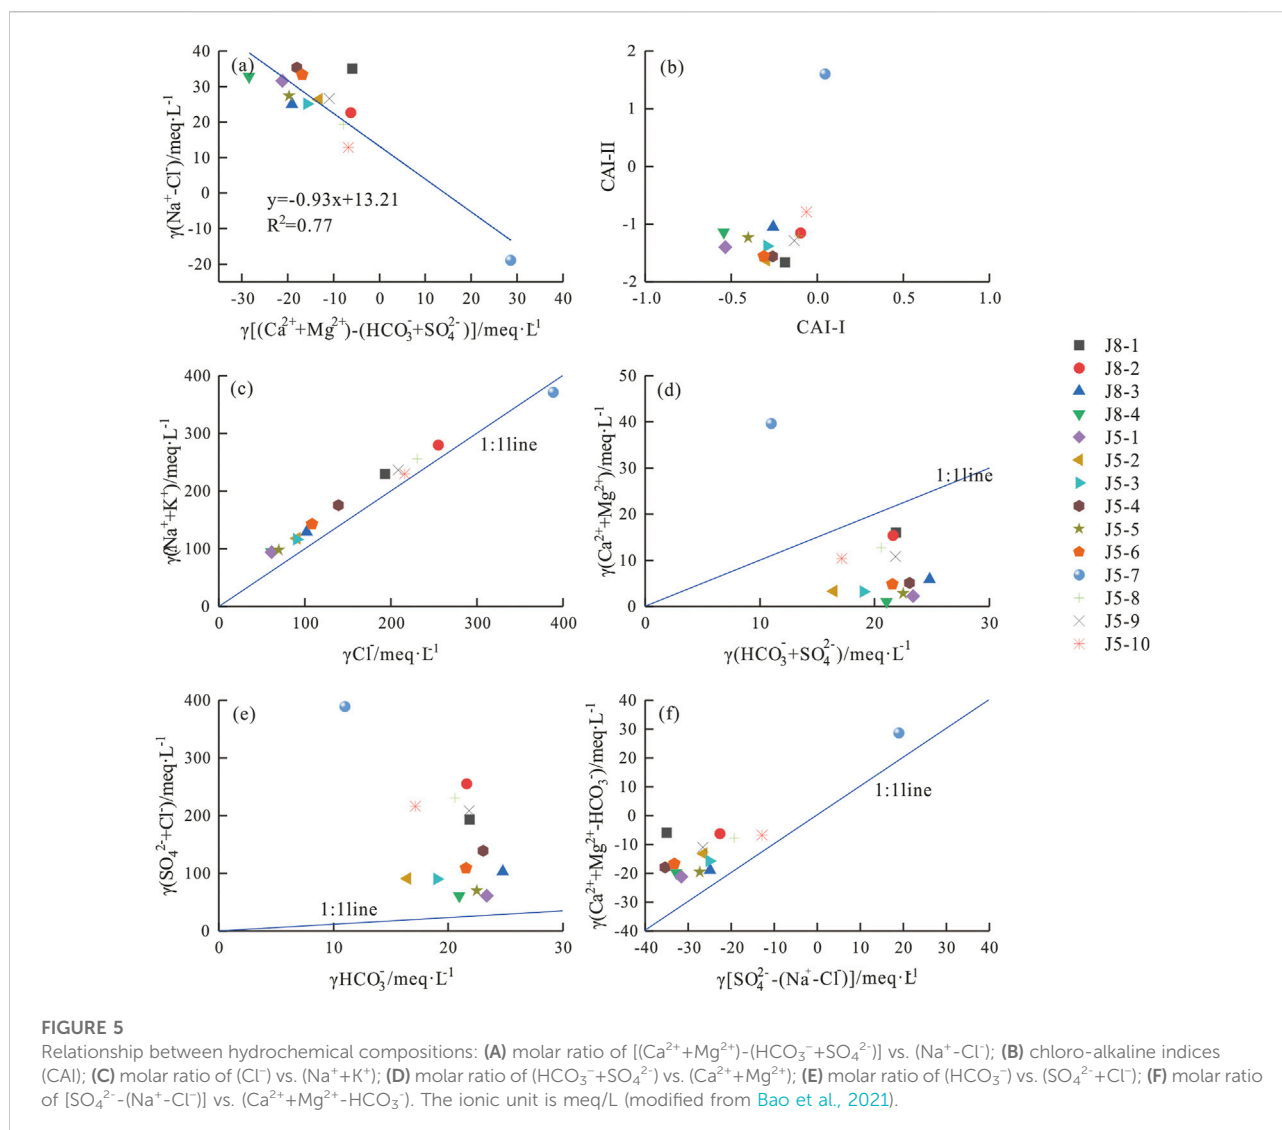 (a)
40
30
20
10
0
-10
-20
-30 -20 -10 0 10 20 30 40
γ(Na⁺-Cl⁻)/meq·L⁻¹
y=-0.93x+13.21
R²=0.77
γ[(Ca²⁺+Mg²⁺)-(HCO₃⁻+SO₄²⁻)]/meq·L⁻¹
(b)
2
1
0
-1
-2
-1.0 -0.5 0.0 0.5 1.0
CAI-II
CAI-I
(c)
400
300
200
100
0
0 100 200 300 400
γ(Na⁺+K⁺)/meq·L⁻¹
1:1line
γCl⁻/meq·L⁻¹
(d)
50
40
30
20
10
0
0 10 20 30
γ(Ca²⁺+Mg²⁺)/meq·L⁻¹
1:1line
γ(HCO₃⁻+SO₄²⁻)/meq·L⁻¹
J8-1
J8-2
J8-3
J8-4
J5-1
J5-2
J5-3
J5-4
J5-5
J5-6
J5-7
J5-8
J5-9
J5-10
(e)
400
300
200
100
0
0 10 20 30
γ(SO₄²⁻+Cl⁻)/meq·L⁻¹
1:1line
γHCO₃⁻/meq·L⁻¹
(f)
40
30
20
10
0
-10
-20
-30
-40
-40 -30 -20 -10 0 10 20 30 40
γ(Ca²⁺+Mg²⁺-HCO₃⁻)/meq·L⁻¹
1:1line
γ[SO₄²⁻-(Na⁺-Cl⁻)]/meq·L⁻¹
FIGURE 5
Relationship between hydrochemical compositions: (A) molar ratio of [(Ca²⁺+Mg²⁺)-(HCO₃⁻+SO₄²⁻)] vs. (Na⁺-Cl⁻); (B) chloro-alkaline indices
(CAI); (C) molar ratio of (Cl⁻) vs. (Na⁺+K⁺); (D) molar ratio of (HCO₃⁻+SO₄²⁻) vs. (Ca²⁺+Mg²⁺); (E) molar ratio of (HCO₃⁻) vs. (SO₄²⁻+Cl⁻); (F) molar ratio
of [SO₄²⁻-(Na⁺-Cl⁻)] vs. (Ca²⁺+Mg²⁺-HCO₃⁻). The ionic unit is meq/L (modified from Bao et al., 2021).